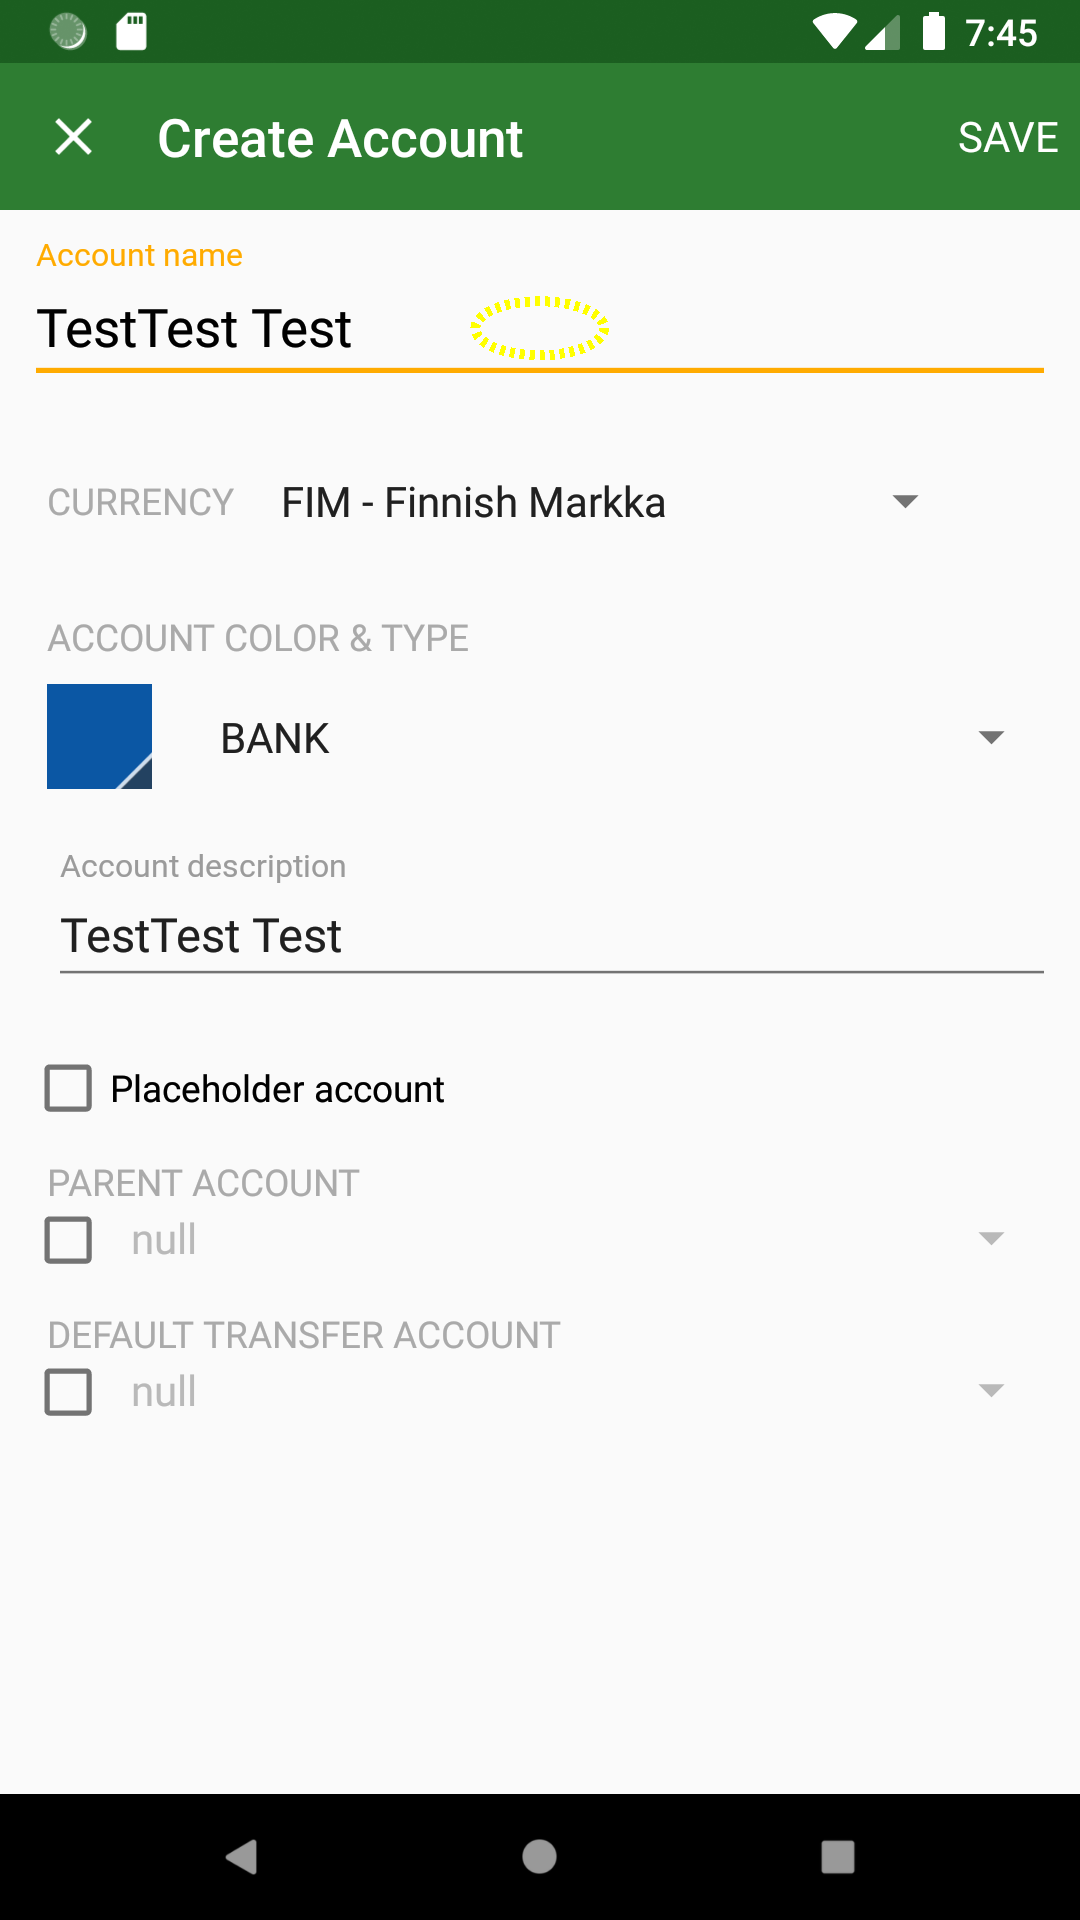 7:45
Create Account
SAVE
Account name
TestTest Test
CURRENCY FIM - Finnish Markka
ACCOUNT COLOR & TYPE
BANK
Account description
TestTest Test
Placeholder account
PARENT ACCOUNT
null
DEFAULT TRANSFER ACCOUNT
null